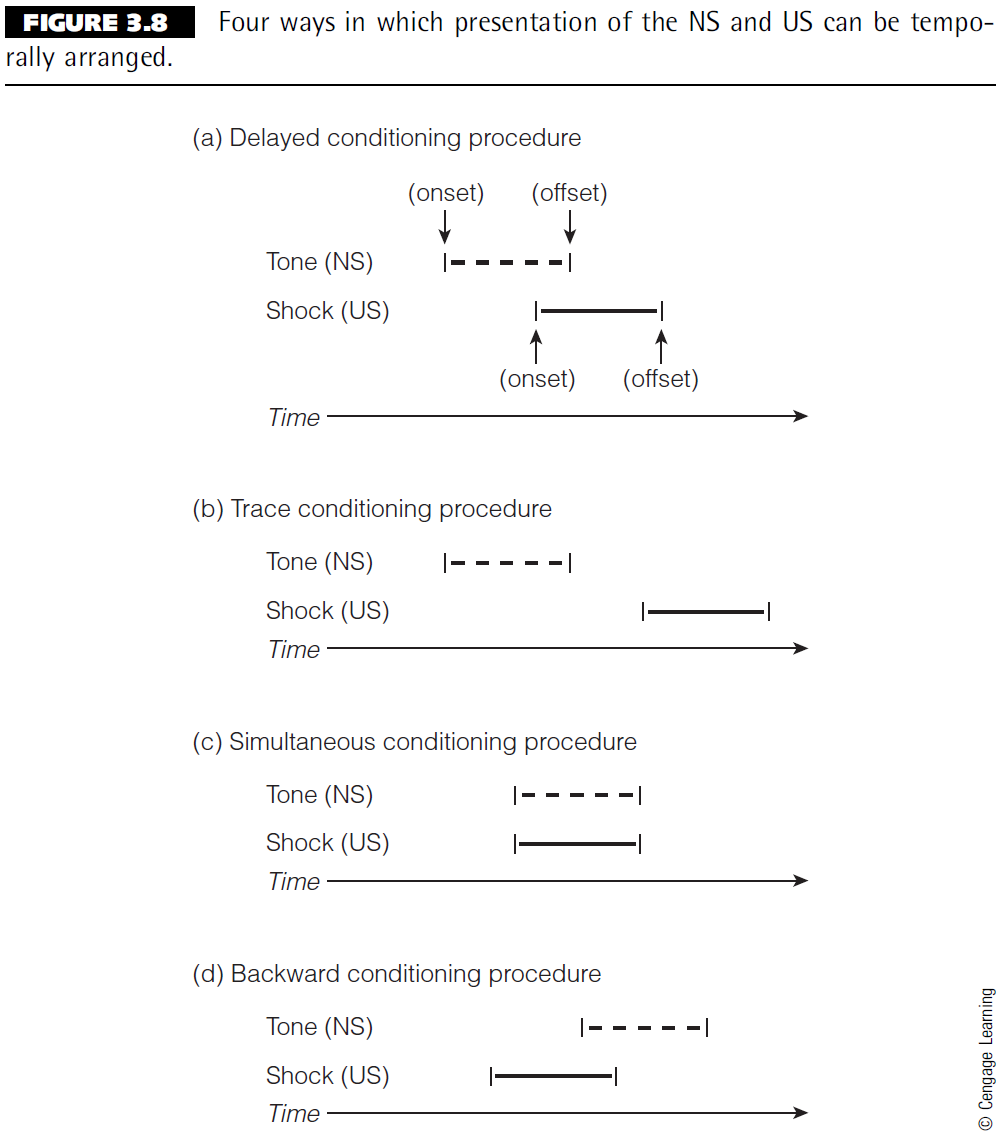 FIGURE 3.8 Four ways in which presentation of the NS and US can be tempo-
rally arranged.
(a) Delayed conditioning procedure
(onset) (offset)
Tone (NS)
Shock (US)
(onset) (offset)
Time
(b) Trace conditioning procedure
Tone (NS)
Shock (US)
Time
(c) Simultaneous conditioning procedure
Tone (NS)
Shock (US)
Time
(d) Backward conditioning procedure
Tone (NS)
Shock (US)
Time
© Cengage Learning